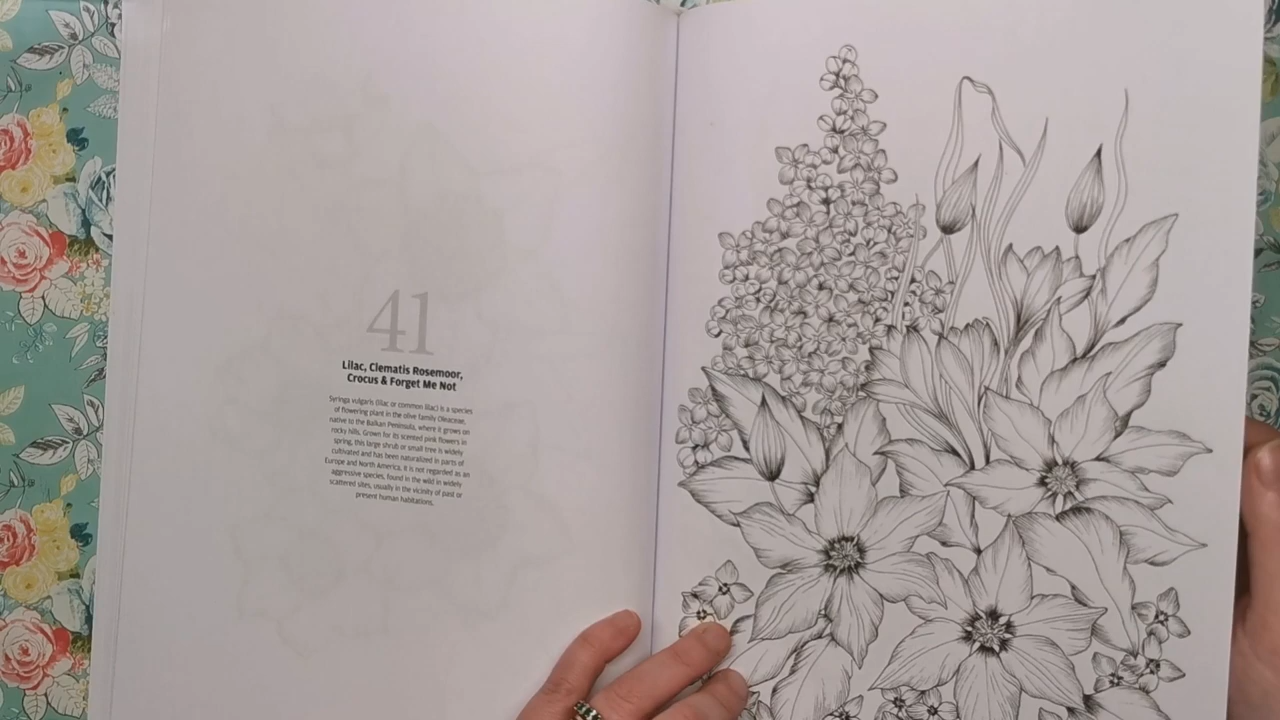 41
Lilac, Clematis Rosemoor,
Crocus & Forget Me Not
Syringa vulgaris (lilac or common lilac) is a species
of flowering plant in the olive family Oleaceae,
native to the Balkan Peninsula, where it grows on
rocky hills. Grown for its scented pink flowers in
spring, this large shrub or small tree is widely
cultivated and has been naturalized in parts of
Europe and North America. It is not regarded as an
aggressive species, found in the wild in widely
scattered sites, usually in the vicinity of past or
present human habitations.